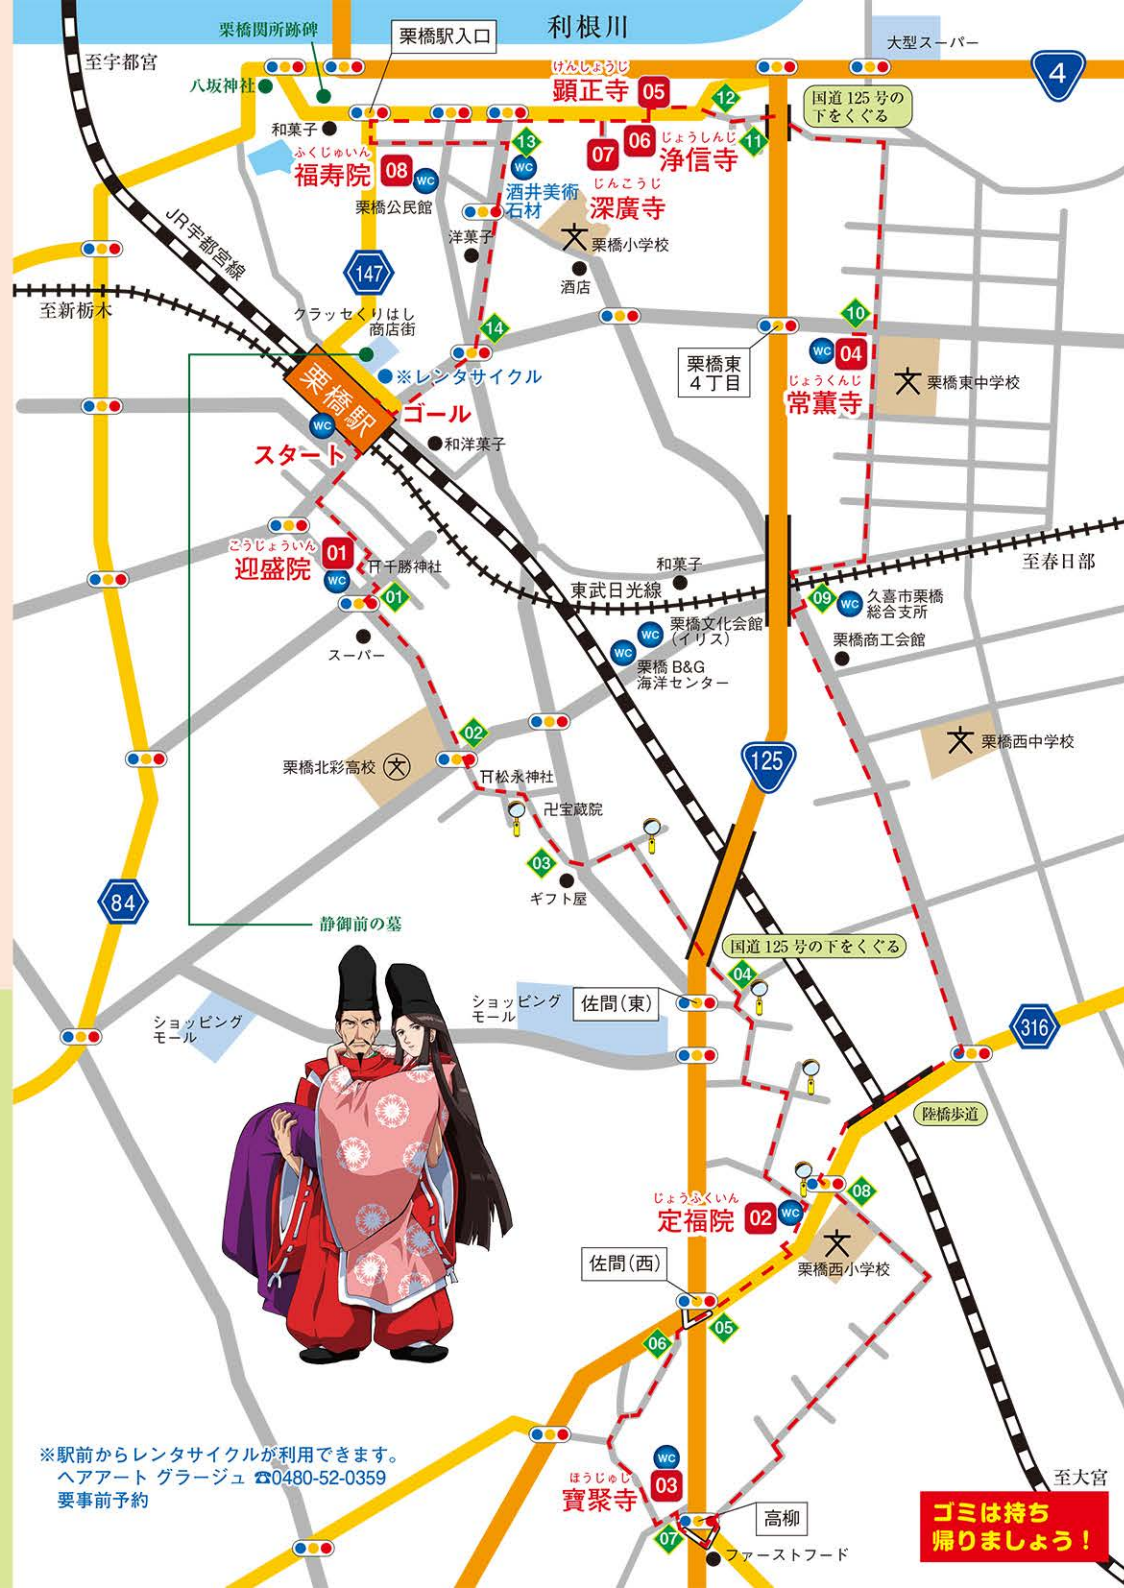 利根川
栗橋関所跡碑
栗橋駅入口
大型スーパー
至宇都宮
4
八坂神社
けんしょうじ
顕正寺
05
12
国道125号の
下をくぐる
和菓子
13
06
じょうしんじ
浄信寺
11
07
ふくじゅいん
福寿院
08
WC
WC
酒井美術
石材
じんこうじ
深廣寺
栗橋公民館
JR宇都宮線
洋菓子
文
栗橋小学校
147
酒店
至新栃木
クラッセくりはし
商店街
14
10
※レンタサイクル
栗橋東
4丁目
WC
04
じょうくんじ
常薫寺
文
栗橋東中学校
栗橋駅
WC
ゴール
スタート
和洋菓子
こうじょういん
迎盛院
01
WC
千勝神社
01
和菓子
至春日部
東武日光線
09
WC
久喜市栗橋
総合支所
スーパー
WC
栗橋文化会館
(イリス)
WC
栗橋B&G
海洋センター
栗橋商工会館
02
栗橋北彩高校
文
松永神社
125
文
栗橋西中学校
卍宝蔵院
03
ギフト屋
84
静御前の墓
国道125号の下をくぐる
04
ショッピング
モール
ショッピング
モール
佐間(東)
316
陸橋歩道
じょうふくいん
定福院
02
WC
08
文
栗橋西小学校
佐間(西)
05
06
※駅前からレンタサイクルが利用できます。
ヘアアート グラージュ ☎0480-52-0359
要事前予約
WC
ほうじゅじ
寶聚寺
03
高柳
07
ファーストフード
至大宮
ゴミは持ち
帰りましょう!